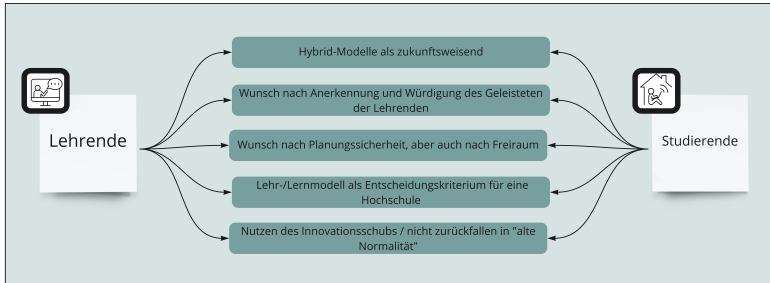 Lehrende
Hybrid-Modelle als zukunftsweisend
Wunsch nach Anerkennung und Würdigung des Geleisteten
der Lehrenden
Wunsch nach Planungssicherheit, aber auch nach Freiraum
Lehr-/Lernmodell als Entscheidungskriterium für eine
Hochschule
Nutzen des Innovationsschubs / nicht zurückfallen in "alte
Normalität"
Studierende